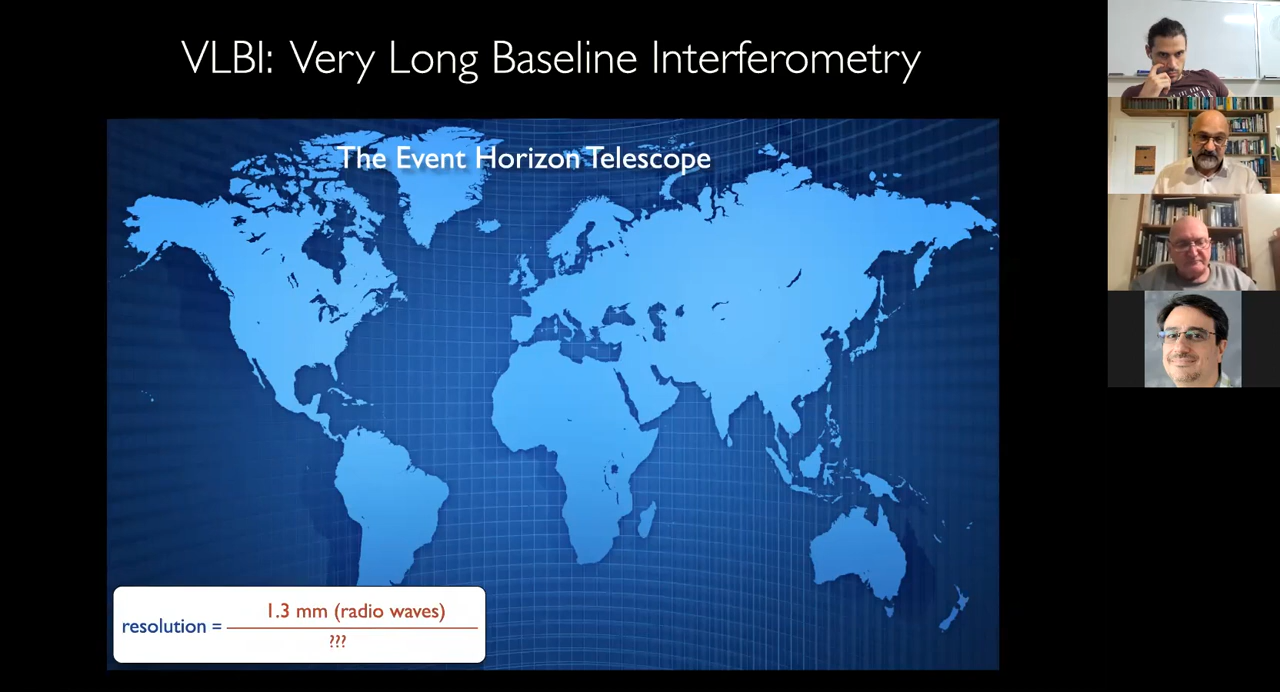 VLBI: Very Long Baseline Interferometry
The Event Horizon Telescope
1.3 mm (radio waves)
resolution =
???